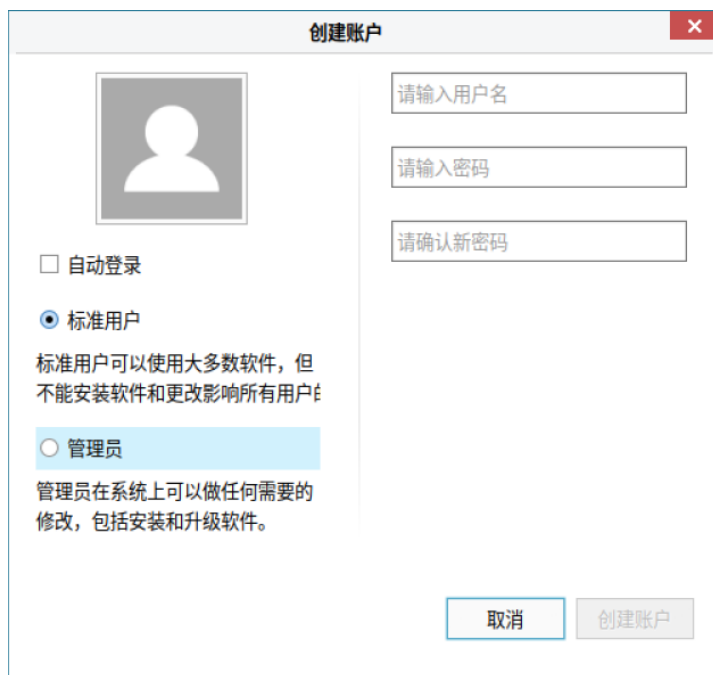 创建账户
请输入用户名
请输入密码
请确认新密码
自动登录
标准用户
标准用户可以使用大多数软件，但
不能安装软件和更改影响所有用户
管理员
管理员在系统上可以做任何需要的
修改，包括安装和升级软件。
取消
创建账户